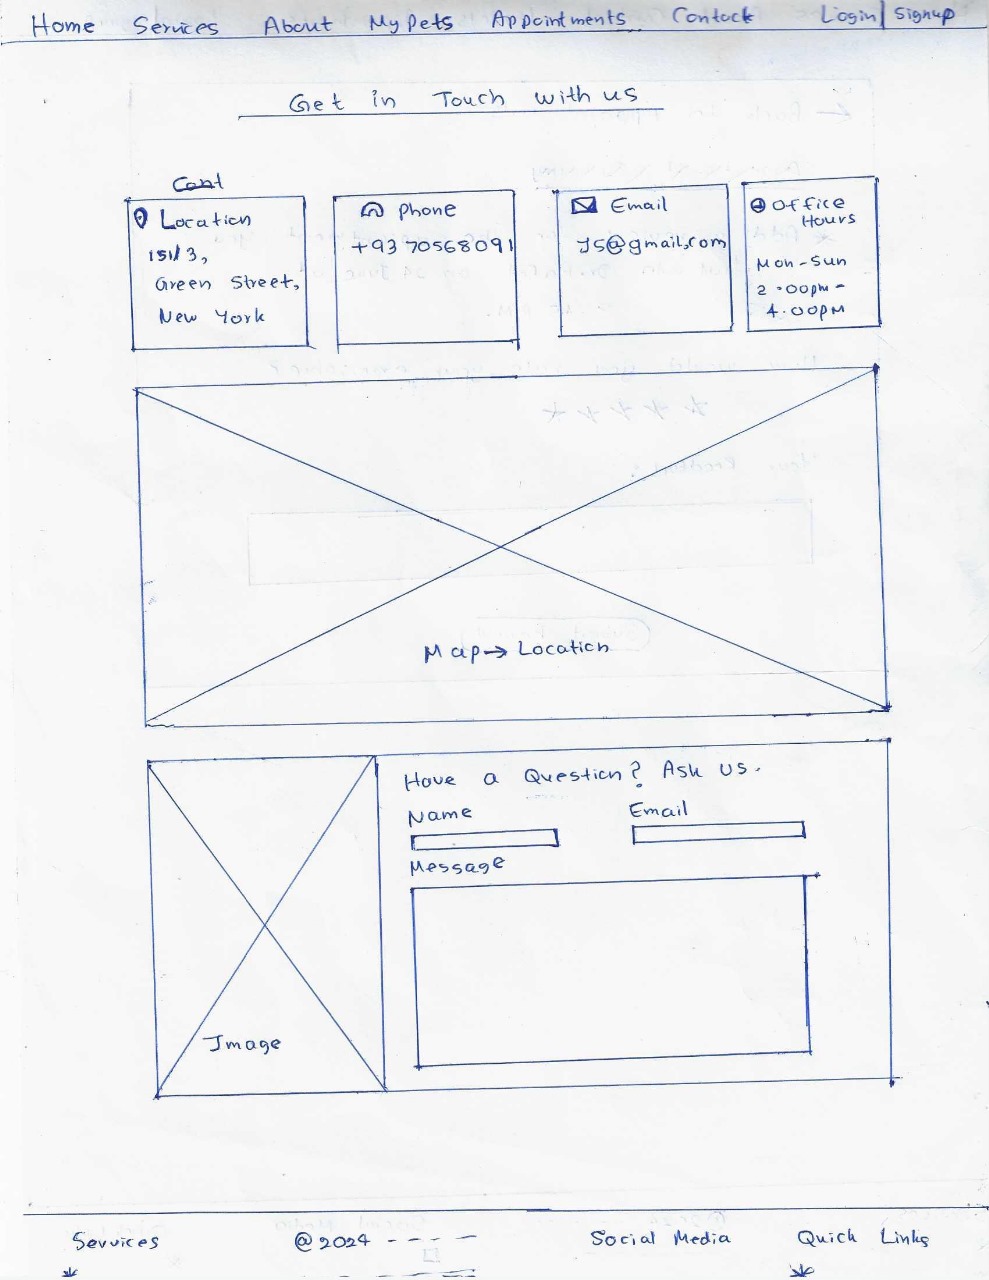 Home Services About My Pets Appointments Contact Login| Signup
Get in Touch with us
Location
151/3,
Green Street,
New York
Phone
+93 70568091
Email
JS@gmail.com
Office
Hours
Mon-Sun
2.00pm-
4.00PM
Map→ Location
Image
Have a Question? Ask us.
Name Email
Message
Services @2024 - - - - Social Media Quick Links